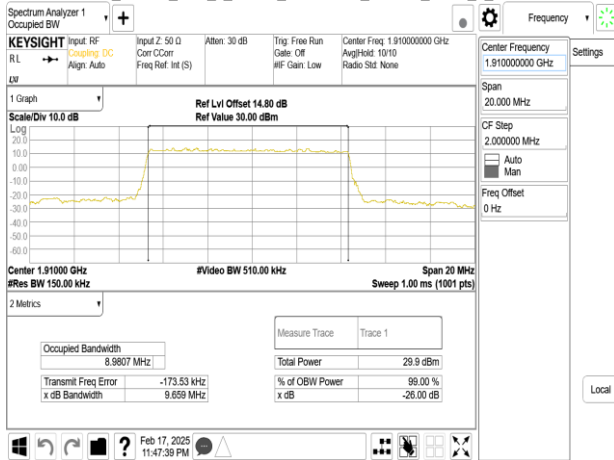 Spectrum Analyzer 1
Occupied BW
+
Frequency
KEYSIGHT
RL
LXI
Input: RF
Coupling: DC
Align: Auto
Input Z: 50 Ω
Corr CCorr
Freq Ref: Int (S)
Atten: 30 dB
Trig: Free Run
Gate: Off
#IF Gain: Low
Center Freq: 1.910000000 GHz
Avg|Hold: 10/10
Radio Std: None
Center Frequency
1.910000000 GHz
Settings
Span
20.000 MHz
CF Step
2.000000 MHz
Auto
Man
Freq Offset
0 Hz
Local
1 Graph
Scale/Div 10.0 dB
Ref Lvl Offset 14.80 dB
Ref Value 30.00 dBm
Log
20.0
10.0
0.00
-10.0
-20.0
-30.0
-40.0
-50.0
-60.0
Center 1.91000 GHz
#Res BW 150.00 kHz
#Video BW 510.00 kHz
Span 20 MHz
Sweep 1.00 ms (1001 pts)
2 Metrics
Measure Trace Trace 1
Occupied Bandwidth
8.9807 MHz
Total Power 29.9 dBm
Transmit Freq Error -173.53 kHz
% of OBW Power 99.00 %
x dB Bandwidth 9.659 MHz
x dB -26.00 dB
?
Feb 17, 2025
11:47:39 PM